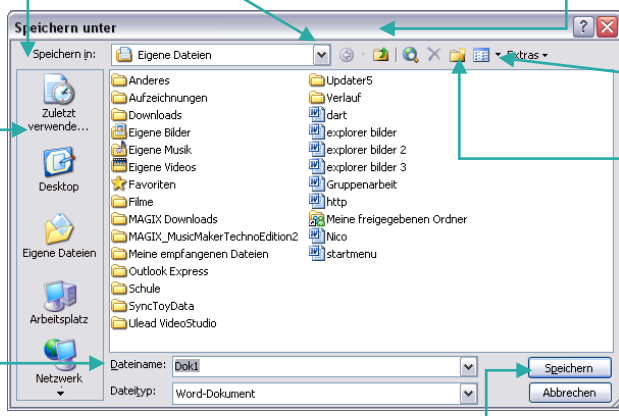 Speichern unter
Speichern in: Eigene Dateien Extras
Zuletzt
verwende...
Desktop
Eigene Dateien
Arbeitsplatz
Netzwerk
Anderes
Aufzeichnungen
Downloads
Eigene Bilder
Eigene Musik
Eigene Videos
Favoriten
Filme
MAGIX Downloads
MAGIX_MusicMakerTechnoEdition2
Meine empfangenen Dateien
Outlook Express
Schule
SyncToyData
Ulead VideoStudio
Updater5
Verlauf
dart
explorer bilder
explorer bilder 2
explorer bilder 3
Gruppenarbeit
http
Meine freigegebenen Ordner
Nico
startmenu
Dateiname: Dok1 Speichern
Dateityp: Word-Dokument Abbrechen